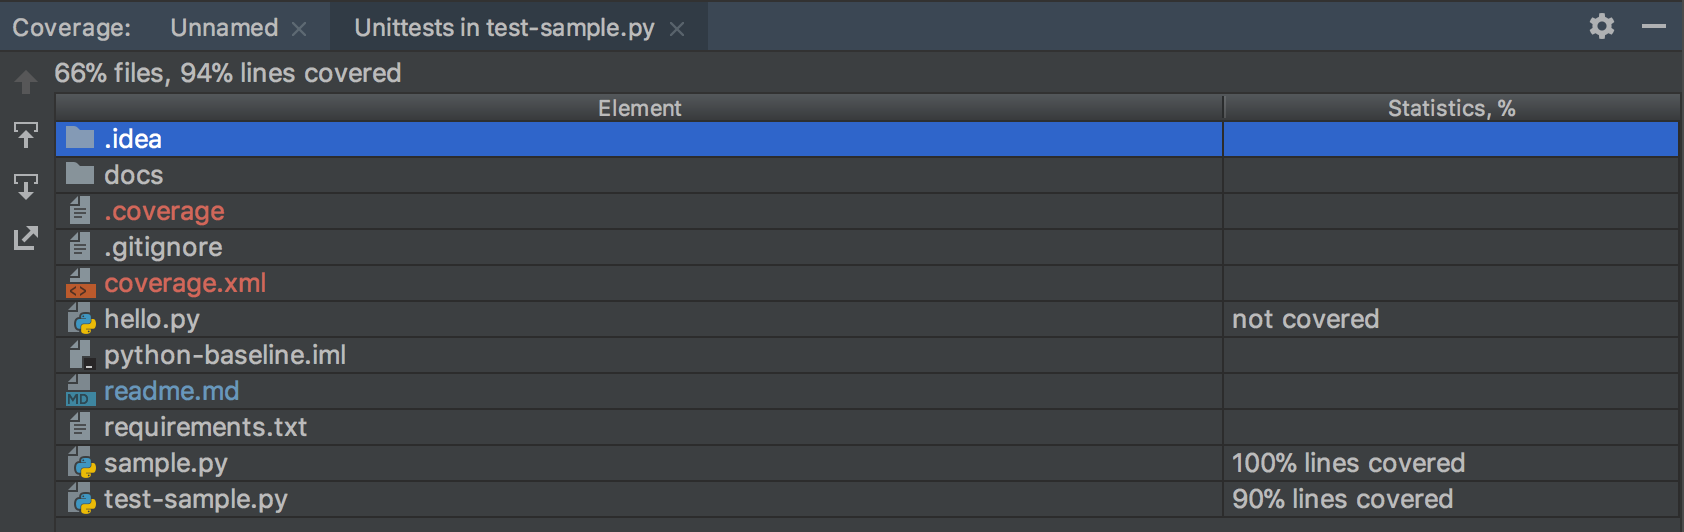 Coverage: Unnamed Unittests in test-sample.py
66% files, 94% lines covered
Element Statistics, %
.idea
docs
.coverage
.gitignore
<> coverage.xml
hello.py not covered
python-baseline.iml
MD readme.md
requirements.txt
sample.py 100% lines covered
test-sample.py 90% lines covered